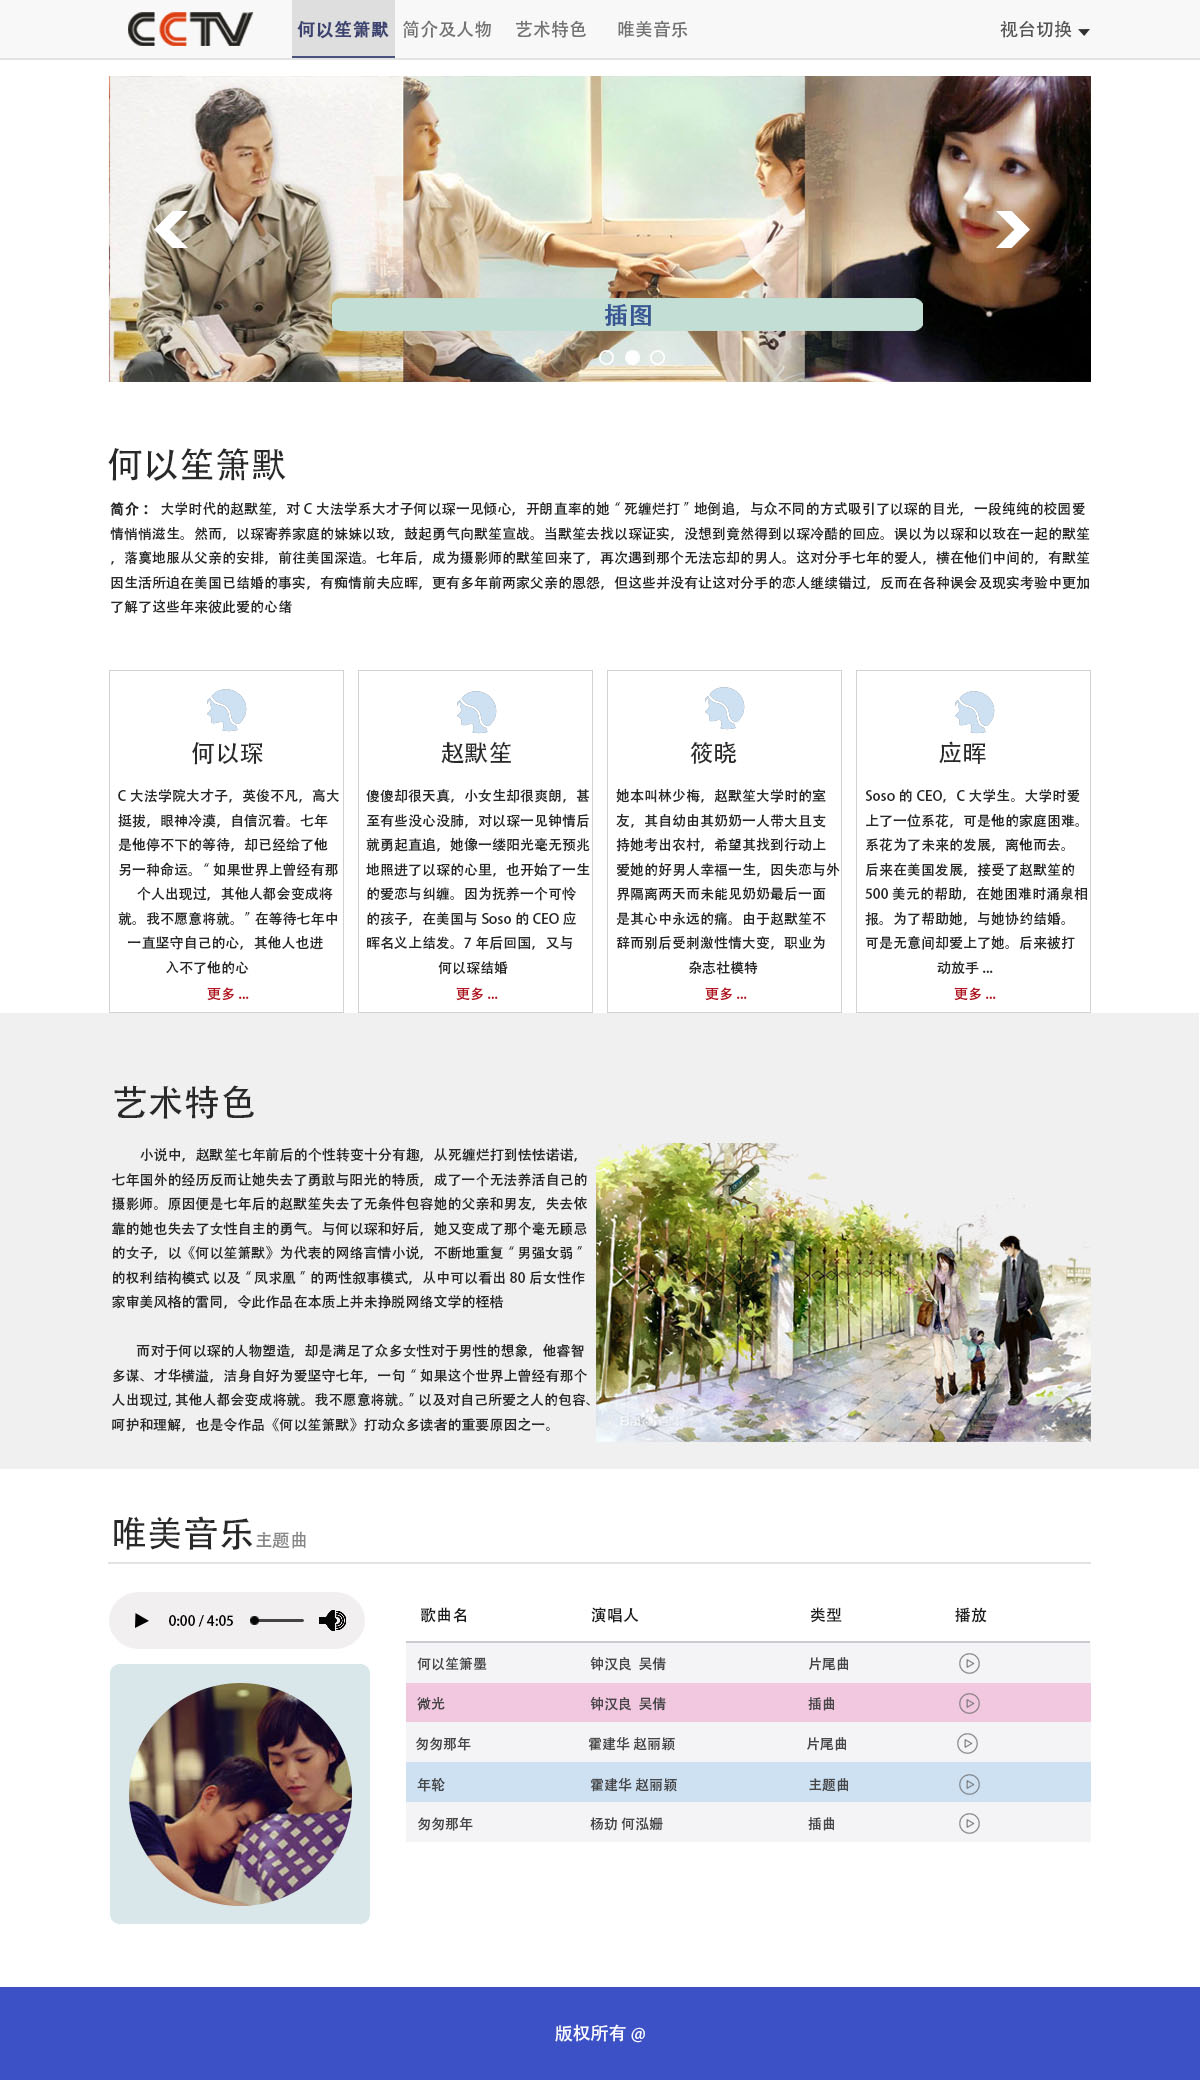 CCTV 何以笙箫默 简介及人物 艺术特色 唯美音乐 视台切换
插图
何以笙箫默
简介： 大学时代的赵默笙，对 C 大法学系大才子何以琛一见倾心，开朗直率的她“死缠烂打”地倒追，与众不同的方式吸引了以琛的目光，一段纯纯的校园爱
情悄悄滋生。然而，以琛寄养家庭的妹妹以玫，鼓起勇气向默笙宣战。当默笙去找以琛证实，没想到竟然得到以琛冷酷的回应。误以为以琛和以玫在一起的默笙
，落寞地服从父亲的安排，前往美国深造。七年后，成为摄影师的默笙回来了，再次遇到那个无法忘却的男人。这对分手七年的爱人，横在他们中间的，有默笙
因生活所迫在美国已结婚的事实，有痴情前夫应晖，更有多年前两家父亲的恩怨，但这些并没有让这对分手的恋人继续错过，反而在各种误会及现实考验中更加
了解了这些年来彼此爱的心绪
何以琛
C 大法学院大才子，英俊不凡，高大
挺拔，眼神冷漠，自信沉着。七年
是他停不下的等待，却已经给了他
另一种命运。“如果世界上曾经有那
个人出现过，其他人都会变成将
就。我不愿意将就。”在等待七年中
一直坚守自己的心，其他人也进
入不了他的心
更多 ...
赵默笙
傻傻却很天真，小女生却很爽朗，甚
至有些没心没肺，对以琛一见钟情后
就勇起直追，她像一缕阳光毫无预兆
地照进了以琛的心里，也开始了一生
的爱恋与纠缠。因为抚养一个可怜
的孩子，在美国与 Soso 的 CEO 应
晖名义上结发。7 年后回国，又与
何以琛结婚
更多 ...
筱晓
她本叫林少梅，赵默笙大学时的室
友，其自幼由其奶奶一人带大且支
持她考出农村，希望其找到行动上
爱她的好男人幸福一生，因失恋与外
界隔离两天而未能见奶奶最后一面
是其心中永远的痛。由于赵默笙不
辞而别后受刺激性情大变，职业为
杂志社模特
更多 ...
应晖
Soso 的 CEO，C 大学生。大学时爱
上了一位系花，可是他的家庭困难。
系花为了未来的发展，离他而去。
后来在美国发展，接受了赵默笙的
500 美元的帮助，在她困难时涌泉相
报。为了帮助她，与她协约结婚。
可是无意间却爱上了她。后来被打
动放手 ...
更多 ...
艺术特色
小说中，赵默笙七年前后的个性转变十分有趣，从死缠烂打到怯怯诺诺，
七年国外的经历反而让她失去了勇敢与阳光的特质，成了一个无法养活自己的
摄影师。原因便是七年后的赵默笙失去了无条件包容她的父亲和男友，失去依
靠的她也失去了女性自主的勇气。与何以琛和好后，她又变成了那个毫无顾忌
的女子，以《何以笙箫默》为代表的网络言情小说，不断地重复“男强女弱”
的权利结构模式 以及“凤求凰”的两性叙事模式，从中可以看出 80 后女性作
家审美风格的雷同，令此作品在本质上并未挣脱网络文学的桎梏
而对于何以琛的人物塑造，却是满足了众多女性对于男性的想象，他睿智
多谋、才华横溢，洁身自好为爱坚守七年，一句“如果这个世界上曾经有那个
人出现过,其他人都会变成将就。我不愿意将就。”以及对自己所爱之人的包容、
呵护和理解，也是令作品《何以笙箫默》打动众多读者的重要原因之一。
唯美音乐 主题曲
0:00 / 4:05
歌曲名 演唱人 类型 播放
何以笙箫墨 钟汉良 吴倩 片尾曲
微光 钟汉良 吴倩 插曲
匆匆那年 霍建华 赵丽颖 片尾曲
年轮 霍建华 赵丽颖 主题曲
匆匆那年 杨玏 何泓姗 插曲
版权所有 @